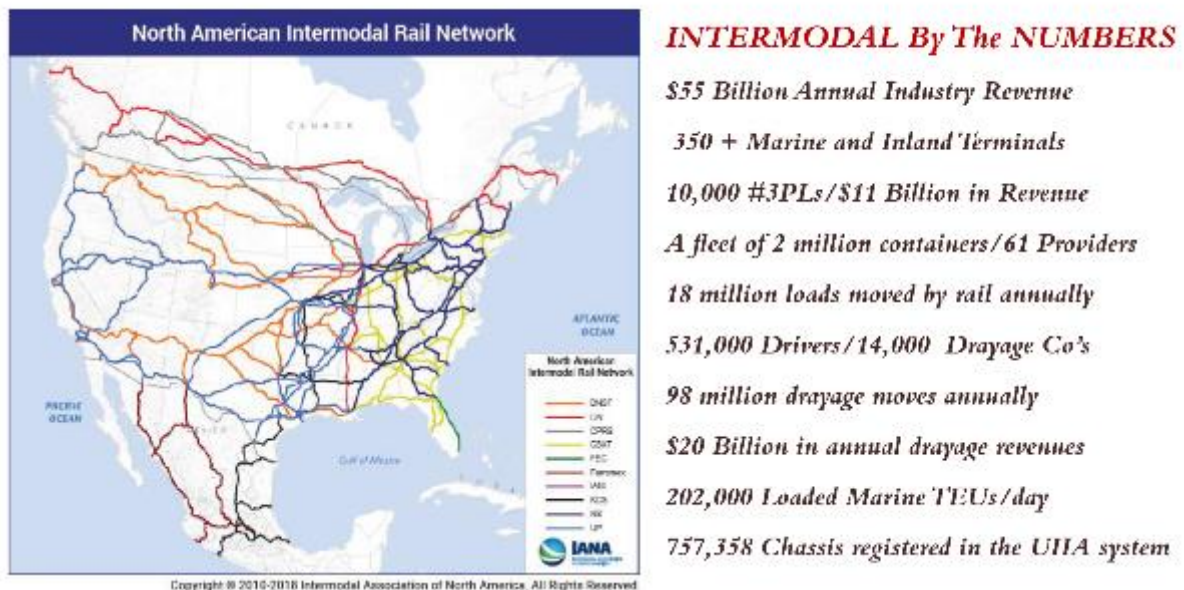 North American Intermodal Rail Network
CANADA
PACIFIC
OCEAN
ATLANTIC
OCEAN
MEXICO
Gulf of Mexico
North American
Intermodal Rail Network
BNSF
CN
CPRS
CSXT
FEC
Ferromex
KCS
NS
UP
IANA
Copyright © 2010-2018 Intermodal Association of North America. All Rights Reserved
INTERMODAL By The NUMBERS
$55 Billion Annual Industry Revenue
350 + Marine and Inland Terminals
10,000 #3PLs/$11 Billion in Revenue
A fleet of 2 million containers/61 Providers
18 million loads moved by rail annually
531,000 Drivers/14,000 Drayage Co's
98 million drayage moves annually
$20 Billion in annual drayage revenues
202,000 Loaded Marine TEUs/day
757,358 Chassis registered in the UIIA system